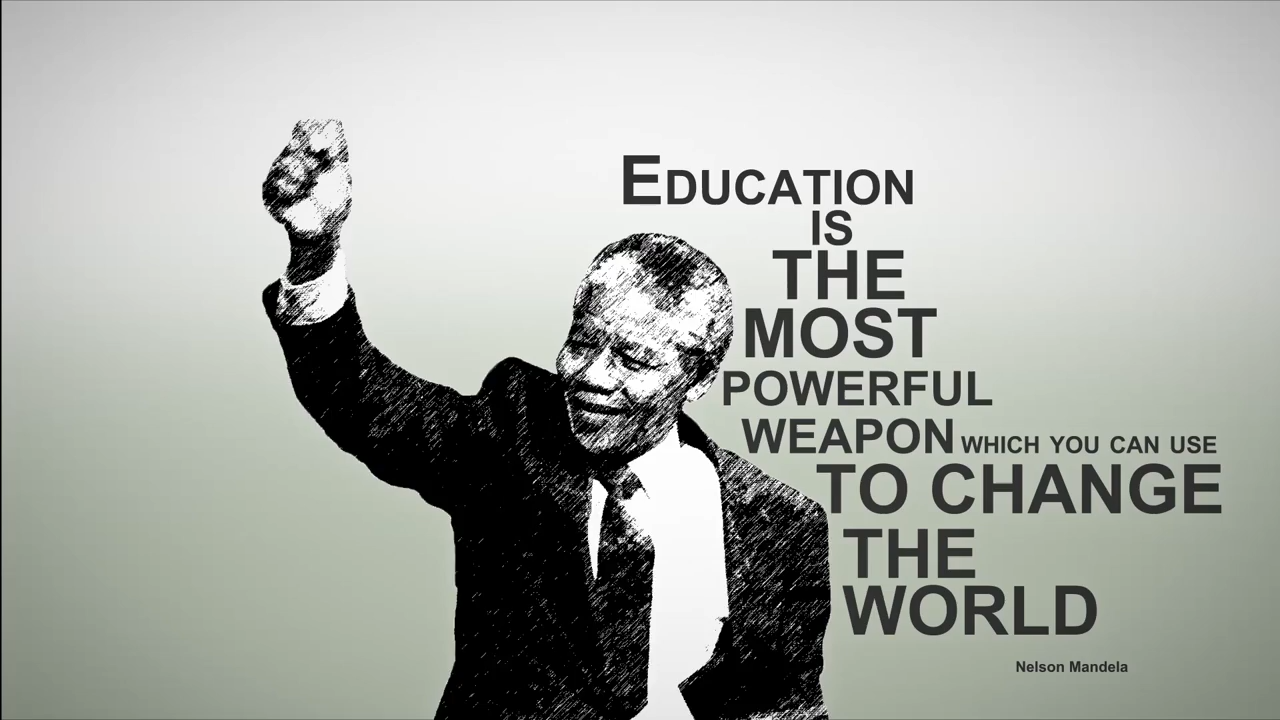 EDUCATION
IS
THE
MOST
POWERFUL
WEAPON WHICH YOU CAN USE
TO CHANGE
THE
WORLD
Nelson Mandela